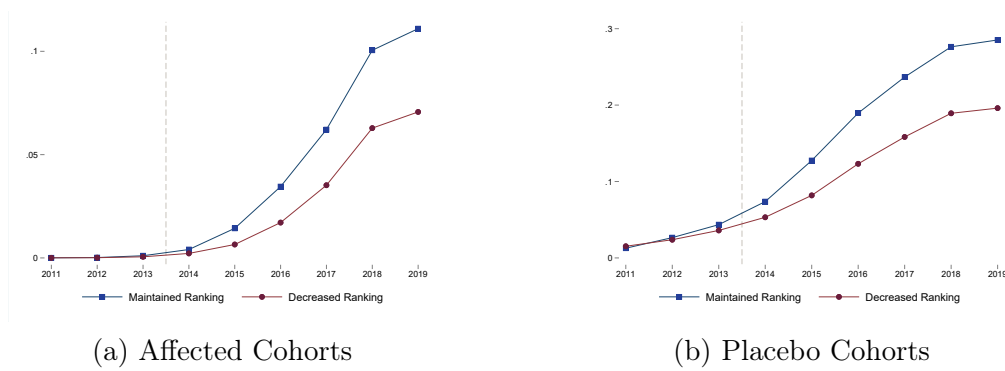 .1
.05
0
2011 2012 2013 2014 2015 2016 2017 2018 2019
Maintained Ranking Decreased Ranking
(a) Affected Cohorts
.3
.2
.1
0
2011 2012 2013 2014 2015 2016 2017 2018 2019
Maintained Ranking Decreased Ranking
(b) Placebo Cohorts